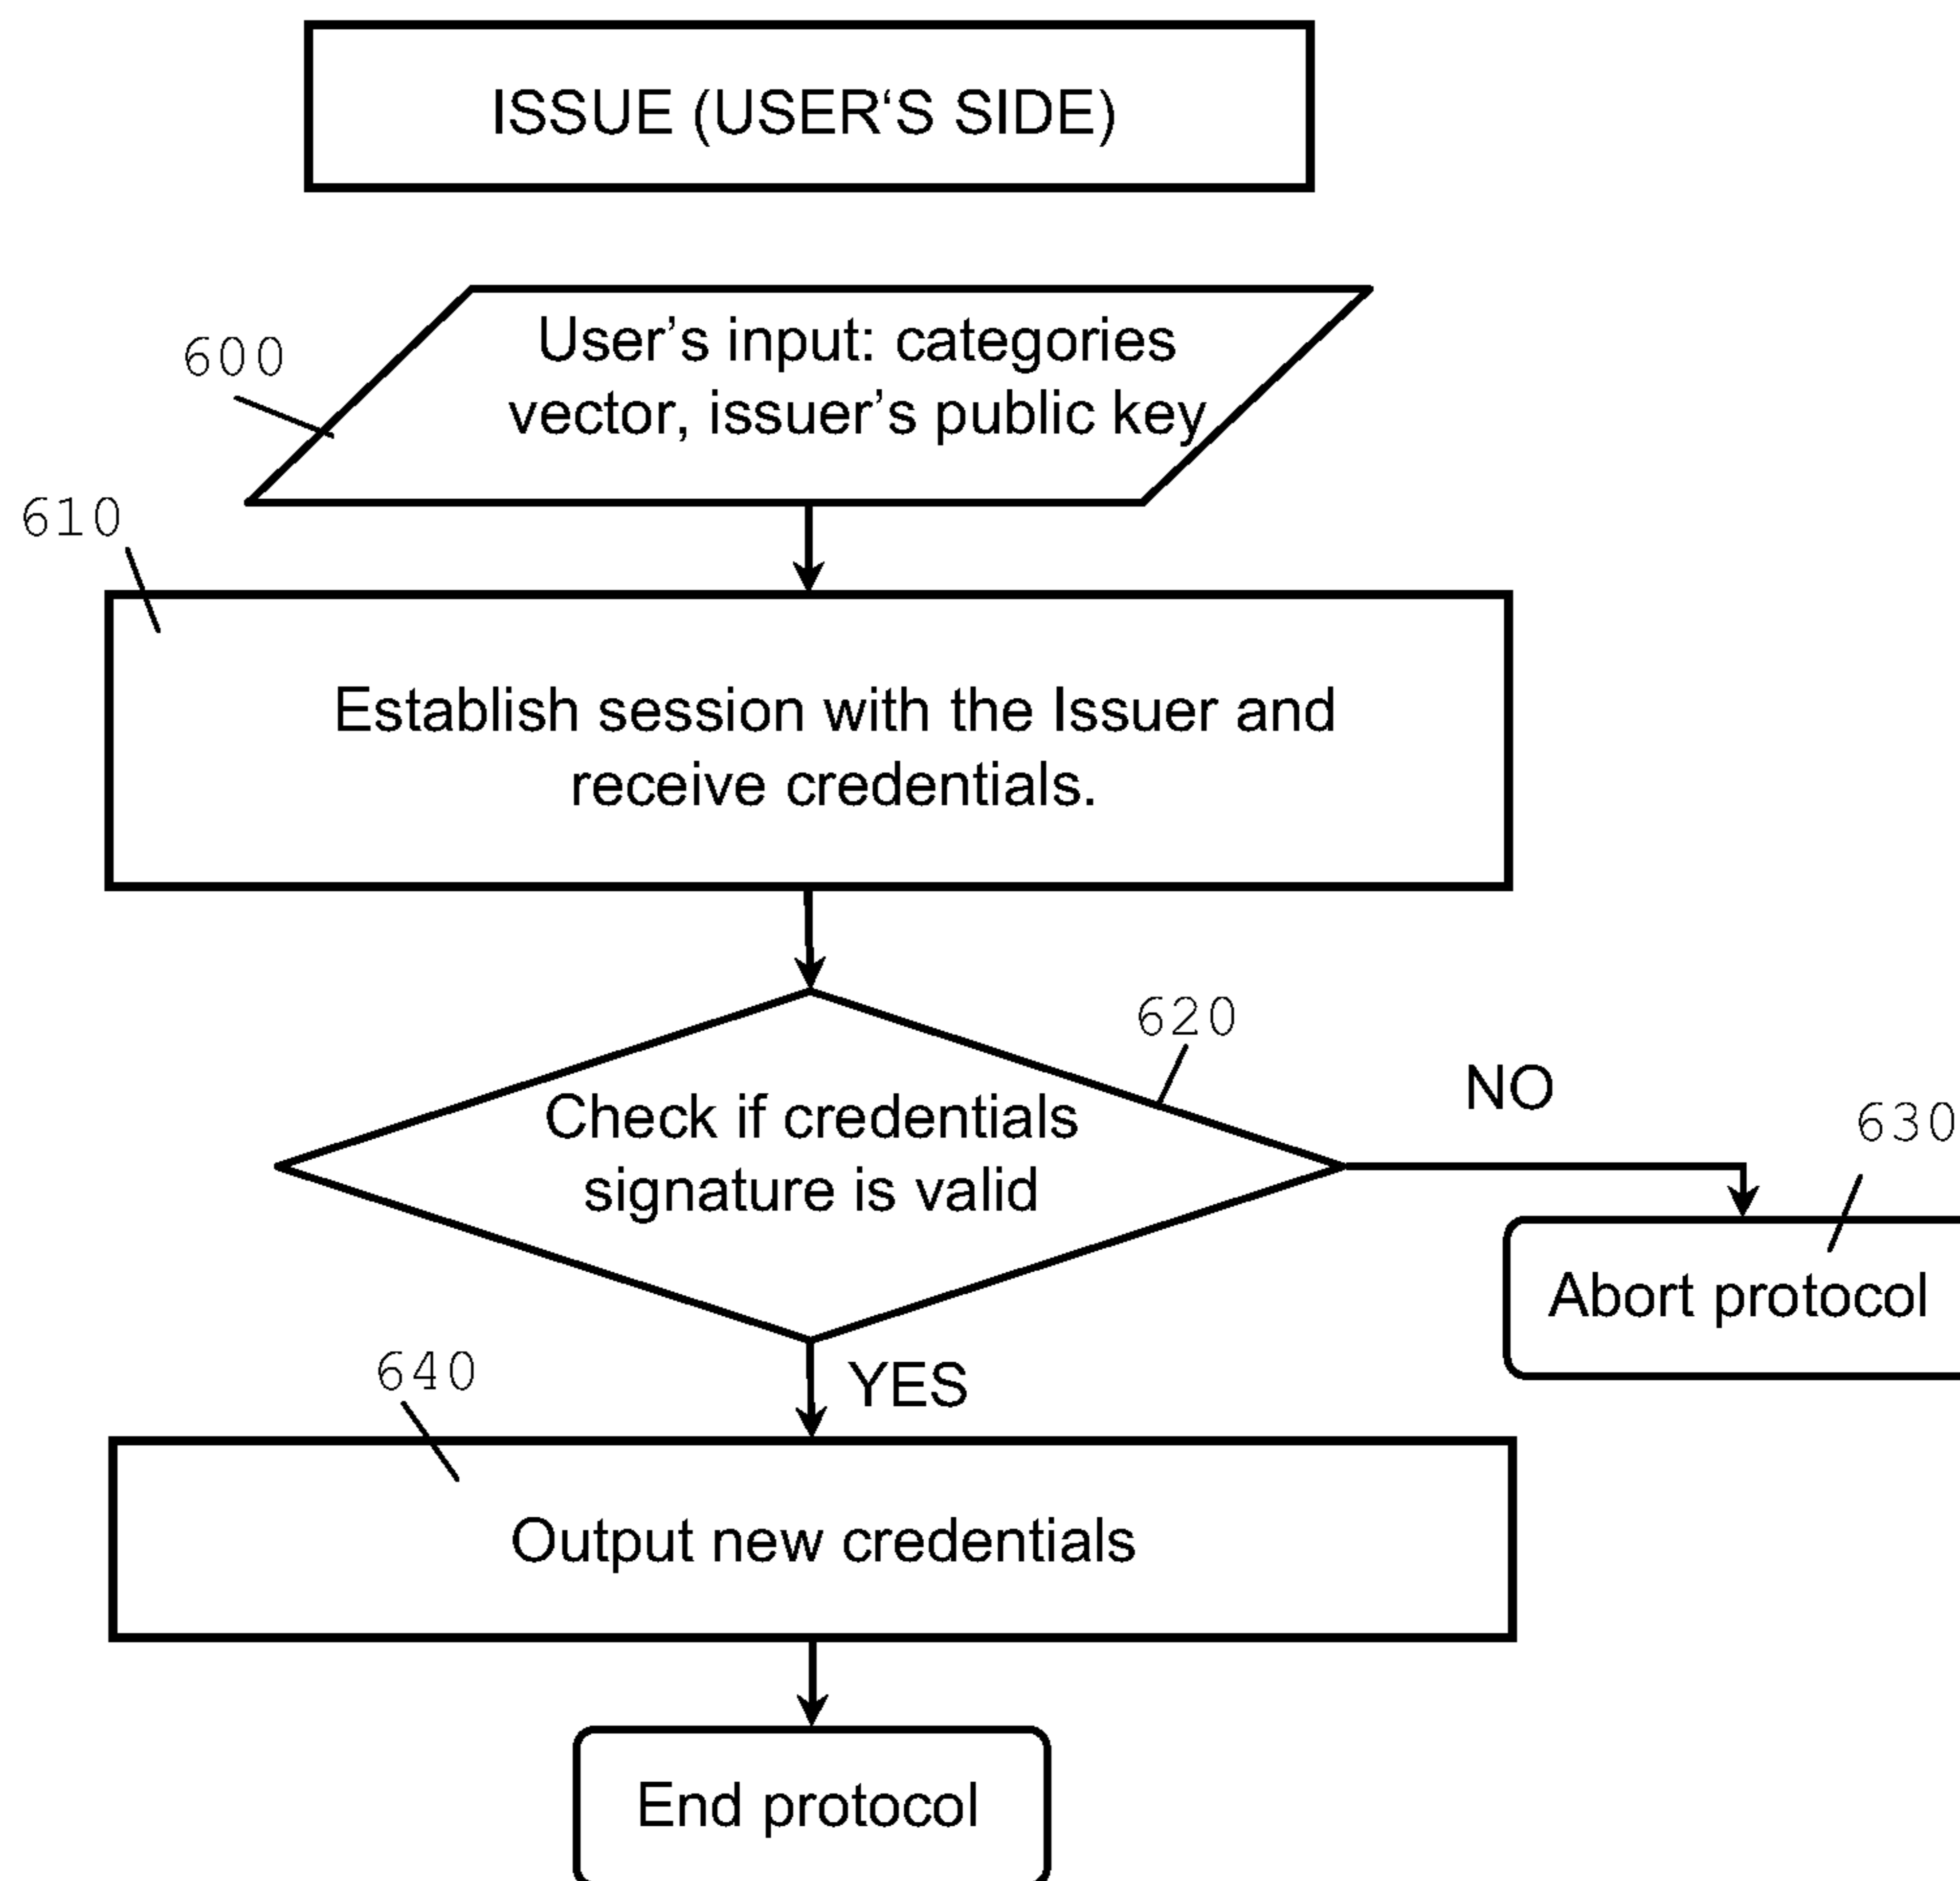 ISSUE (USER‘S SIDE)
600
User’s input: categories
vector, issuer’s public key
610
Establish session with the Issuer and
receive credentials.
620
Check if credentials
signature is valid
NO
630
Abort protocol
YES
640
Output new credentials
End protocol